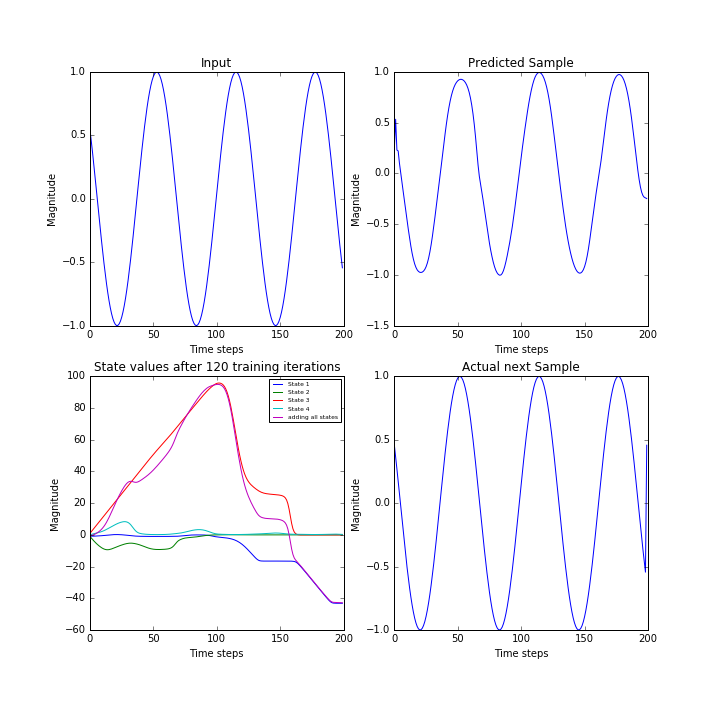 Input
1.0
0.5
0.0
−0.5
−1.0
0
50
100
150
200
Time steps
Magnitude
Predicted Sample
1.0
0.5
0.0
−0.5
−1.0
−1.5
0
50
100
150
200
Time steps
Magnitude
State values after 120 training iterations
100
80
60
40
20
0
−20
−40
−60
0
50
100
150
200
Time steps
Magnitude
State 1
State 2
State 3
State 4
adding all states
Actual next Sample
1.0
0.5
0.0
−0.5
−1.0
0
50
100
150
200
Time steps
Magnitude